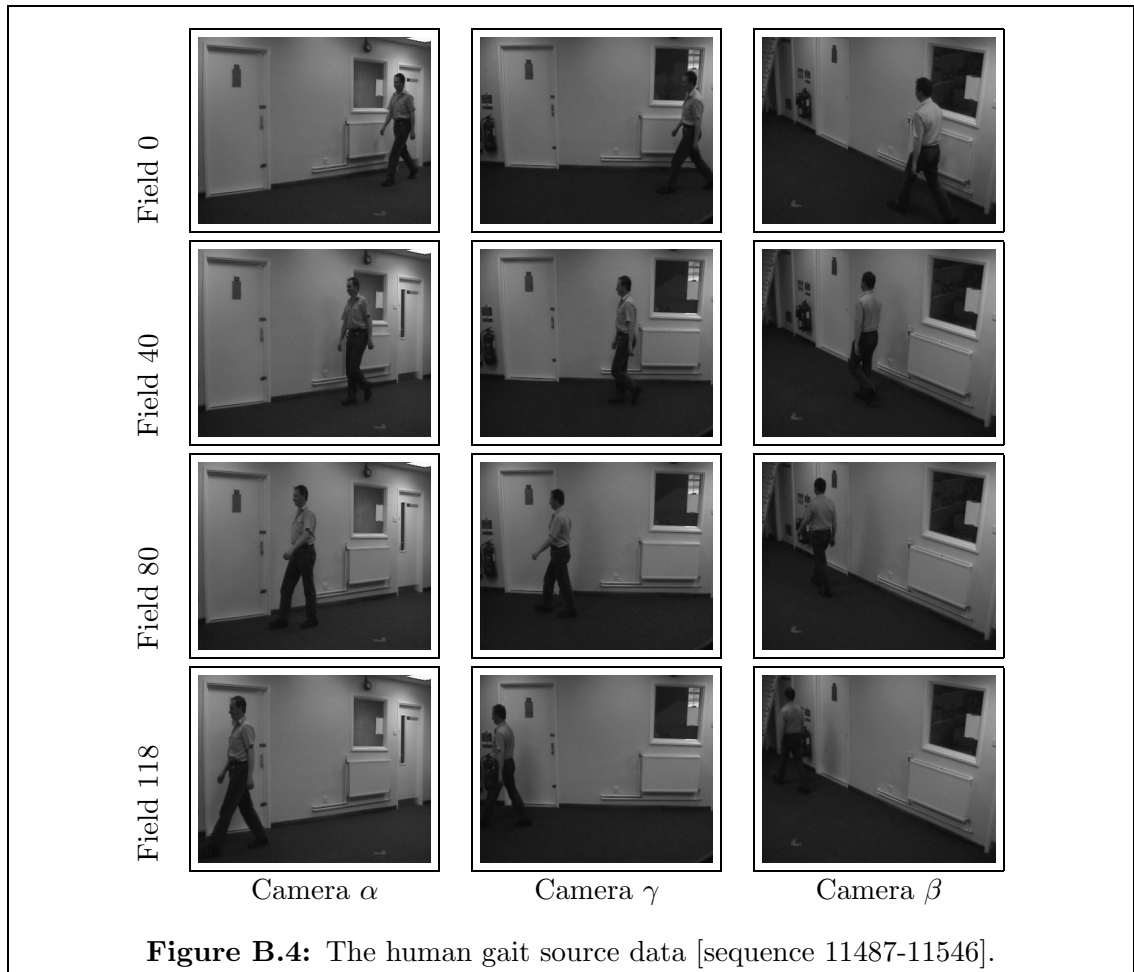 Field 0
Field 40
Field 80
Field 118
Camera α
Camera γ
Camera β
Figure B.4: The human gait source data [sequence 11487-11546].